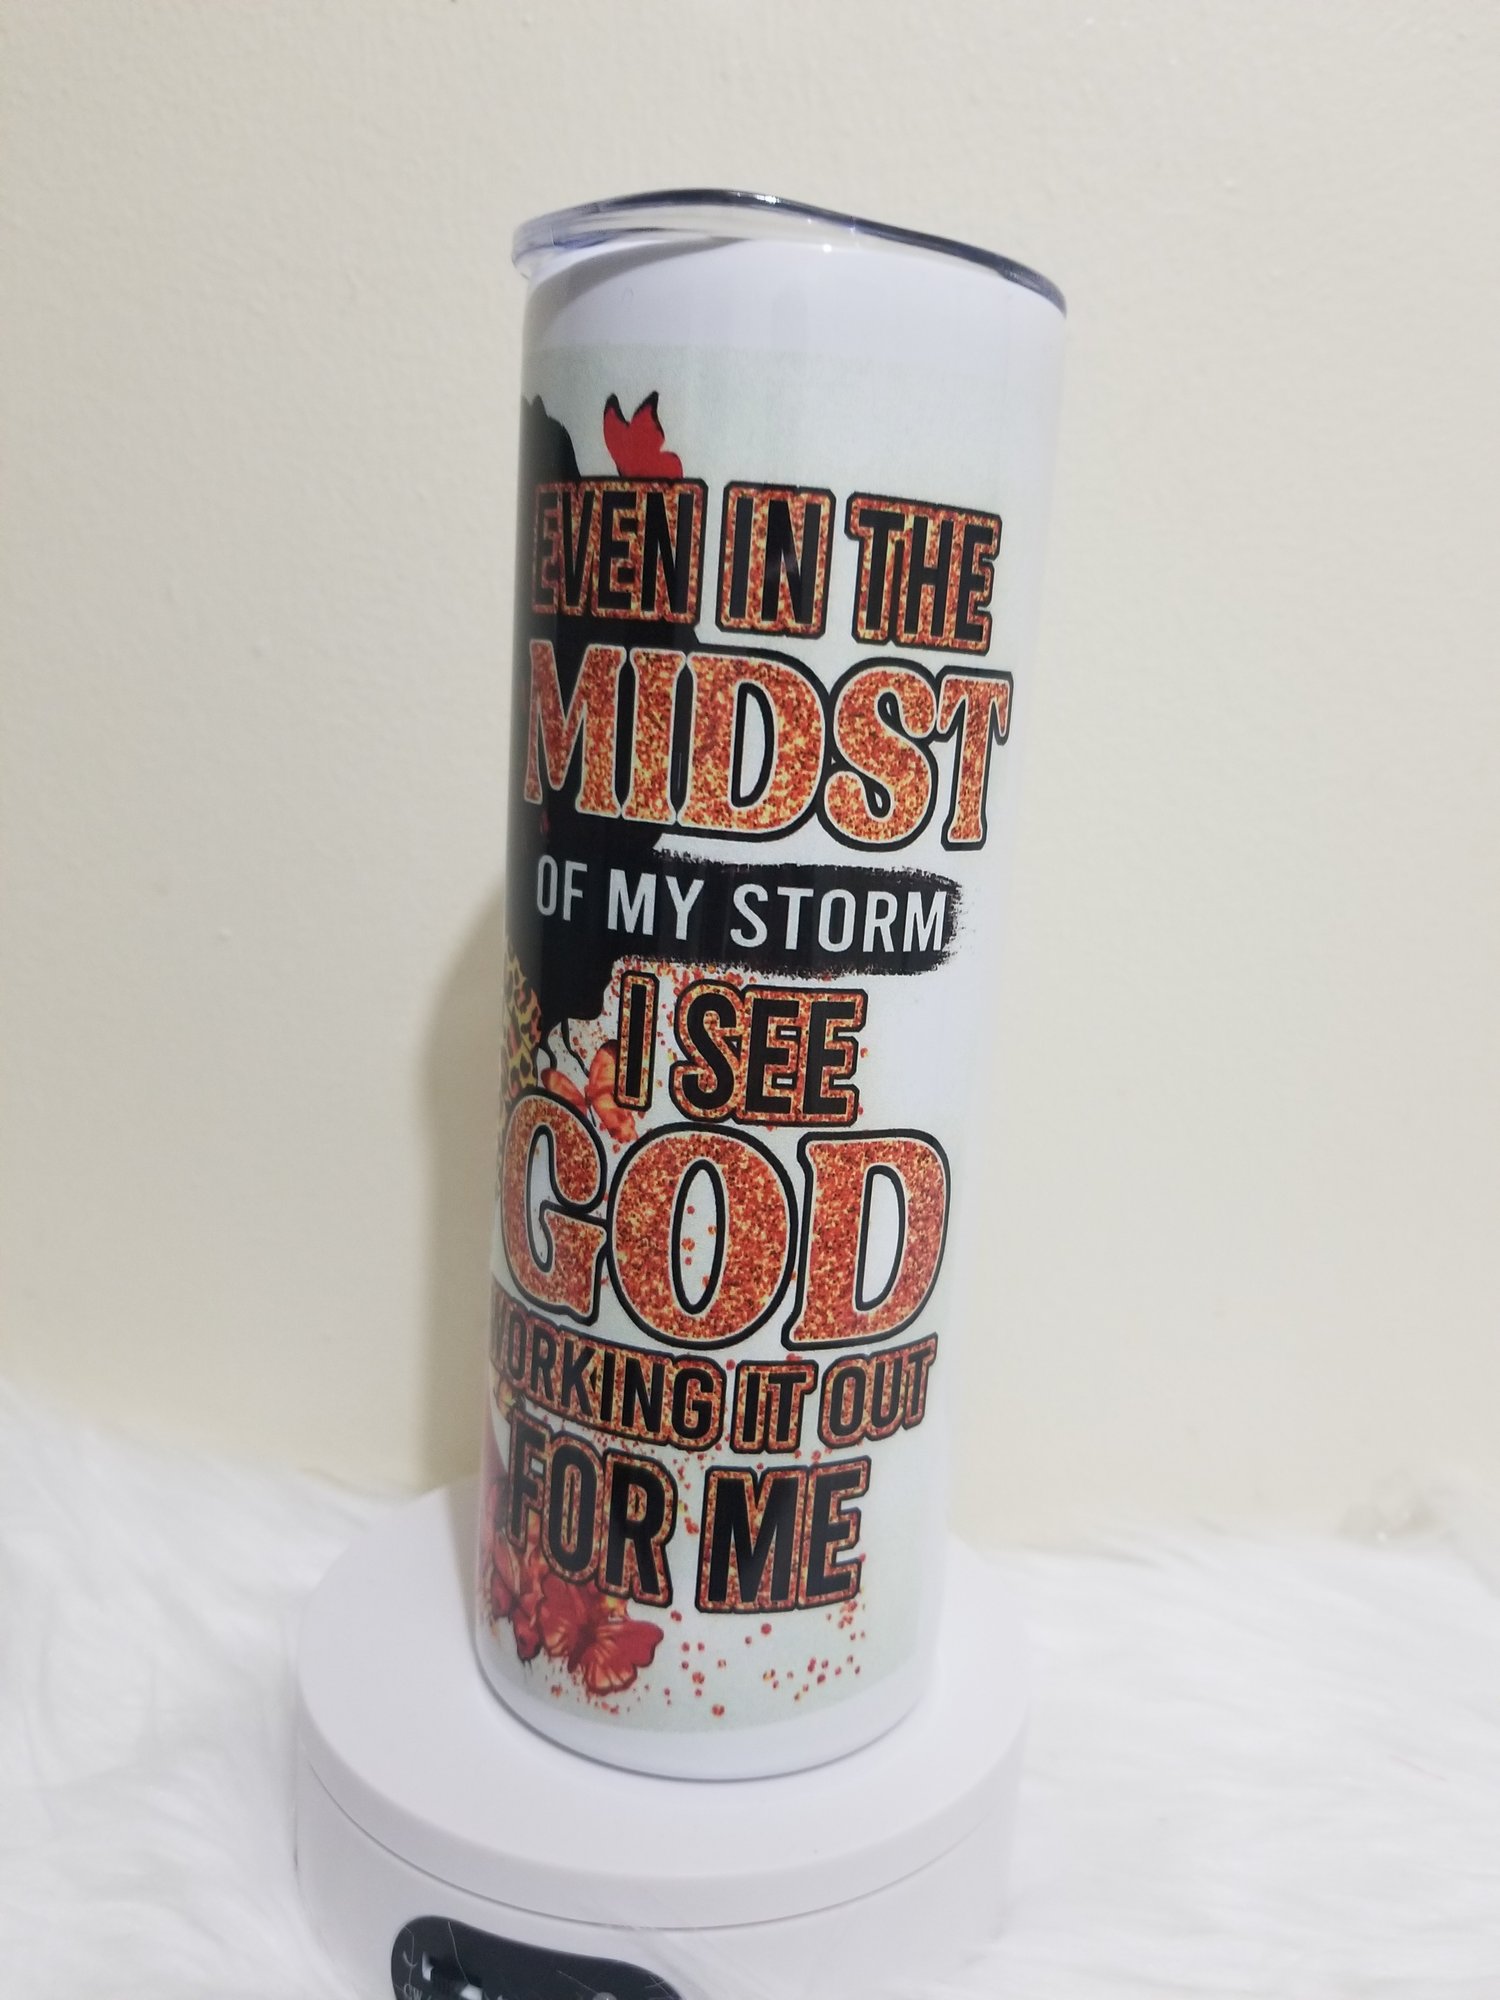 EVEN IN THE
MIDST
OF MY STORM
I SEE
GOD
WORKING IT OUT
FOR ME